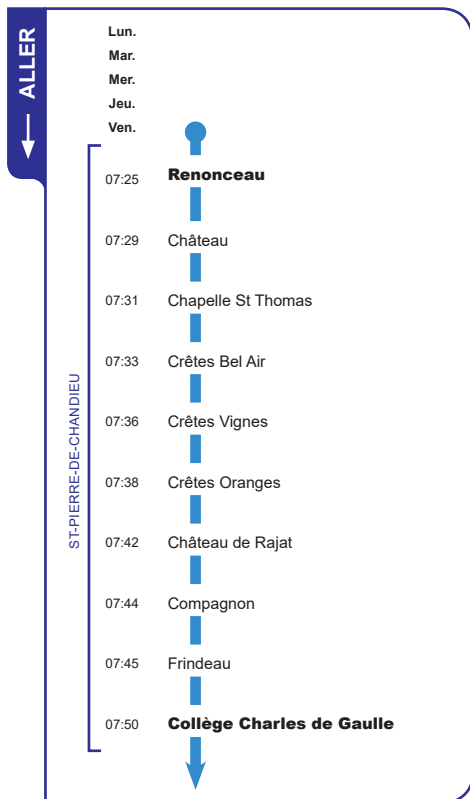 ALLER
Lun.
Mar.
Mer.
Jeu.
Ven.
ST-PIERRE-DE-CHANDIEU
07:25 Renonceau
07:29 Château
07:31 Chapelle St Thomas
07:33 Crêtes Bel Air
07:36 Crêtes Vignes
07:38 Crêtes Oranges
07:42 Château de Rajat
07:44 Compagnon
07:45 Frindeau
07:50 Collège Charles de Gaulle